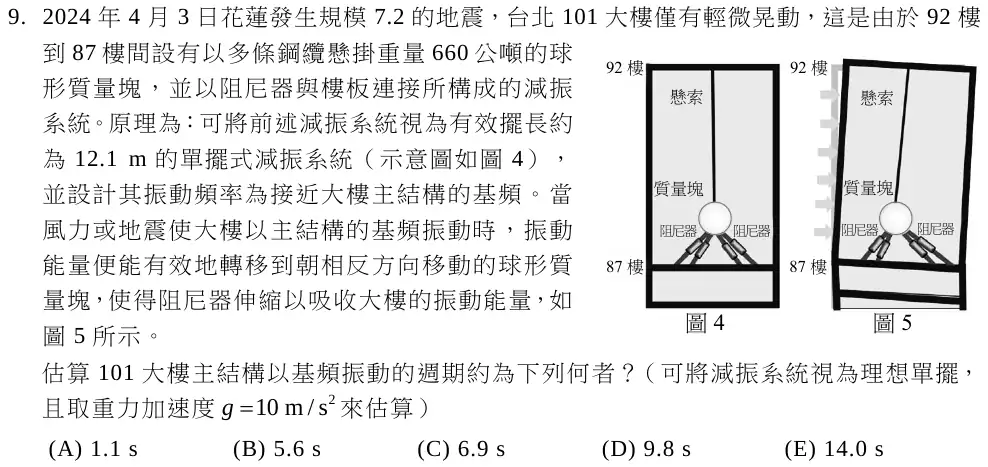 9. 2024 年 4 月 3 日花蓮發生規模 7.2 的地震，台北 101 大樓僅有輕微晃動，這是由於 92 樓
到 87 樓間設有以多條鋼纜懸掛重量 660 公噸的球
形質量塊，並以阻尼器與樓板連接所構成的減振
系統。原理為：可將前述減振系統視為有效擺長約
為 12.1 m 的單擺式減振系統（示意圖如圖 4），
並設計其振動頻率為接近大樓主結構的基頻。當
風力或地震使大樓以主結構的基頻振動時，振動
能量便能有效地轉移到朝相反方向移動的球形質
量塊，使得阻尼器伸縮以吸收大樓的振動能量，如
圖 5 所示。
92 樓
懸索
質量塊
阻尼器 阻尼器
87 樓
圖 4
92 樓
懸索
質量塊
阻尼器 阻尼器
87 樓
圖 5
估算 101 大樓主結構以基頻振動的週期約為下列何者？（可將減振系統視為理想單擺，
且取重力加速度 g =10 m / s² 來估算）
(A) 1.1 s (B) 5.6 s (C) 6.9 s (D) 9.8 s (E) 14.0 s